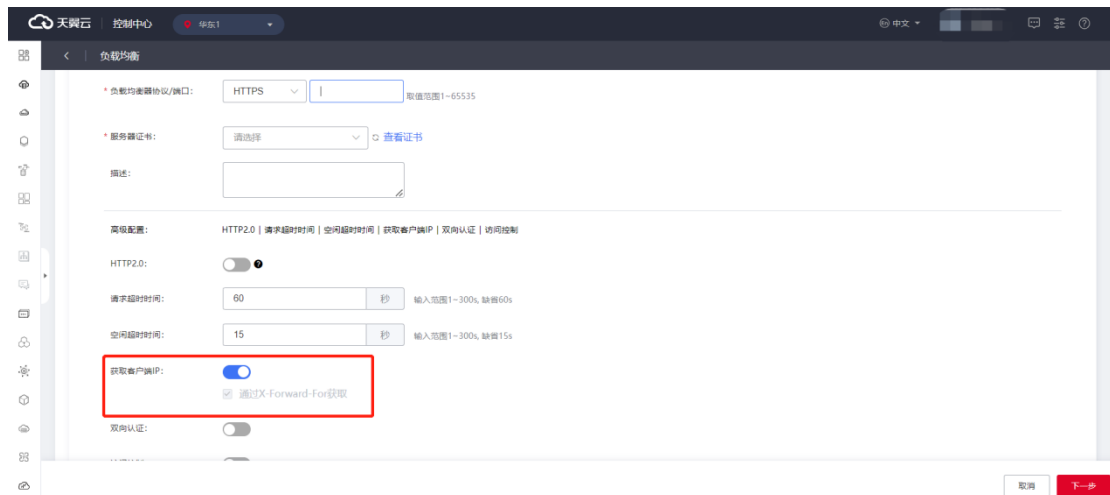 天翼云 控制中心 华东1 中文
负载均衡
* 负载均衡器协议/端口: HTTPS 取值范围1~65535
* 服务器证书: 请选择 查看证书
描述:
高级配置: HTTP2.0 | 请求超时时间 | 空闲超时时间 | 获取客户端IP | 双向认证 | 访问控制
HTTP2.0:
请求超时时间: 60 秒 输入范围1~300s, 缺省60s
空闲超时时间: 15 秒 输入范围1~300s, 缺省15s
获取客户端IP:
通过X-Forward-For获取
双向认证:
取消 下一步